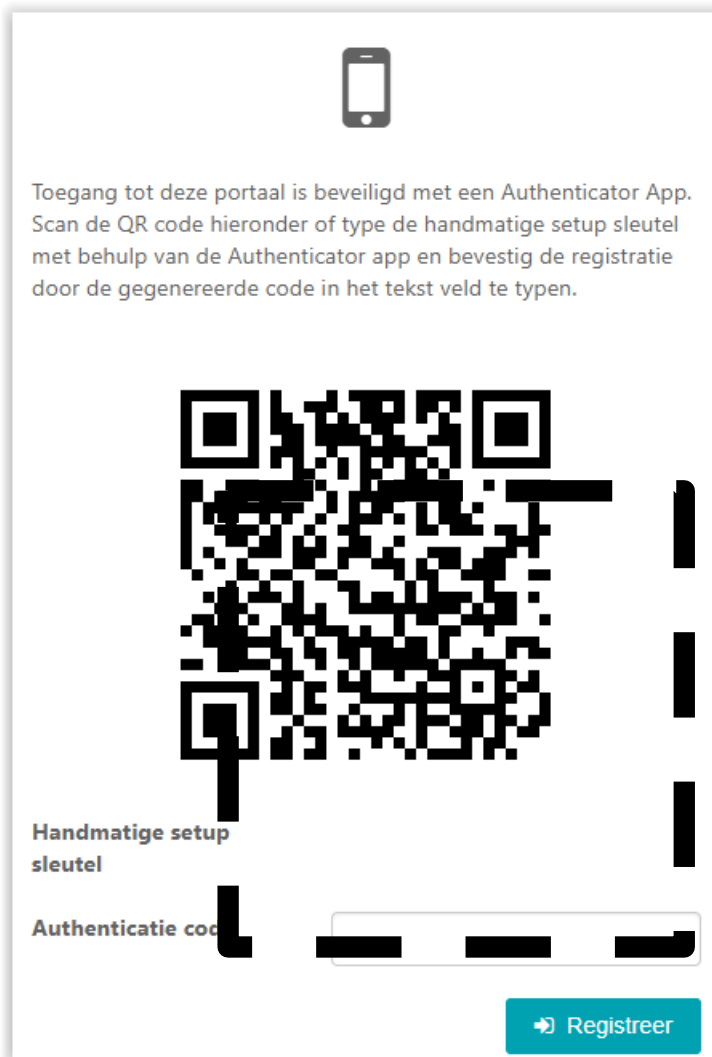 Toegang tot deze portaal is beveiligd met een Authenticator App.
Scan de QR code hieronder of type de handmatige setup sleutel
met behulp van de Authenticator app en bevestig de registratie
door de gegenereerde code in het tekst veld te typen.
Handmatige setup
sleutel
Authenticatie
Registreer